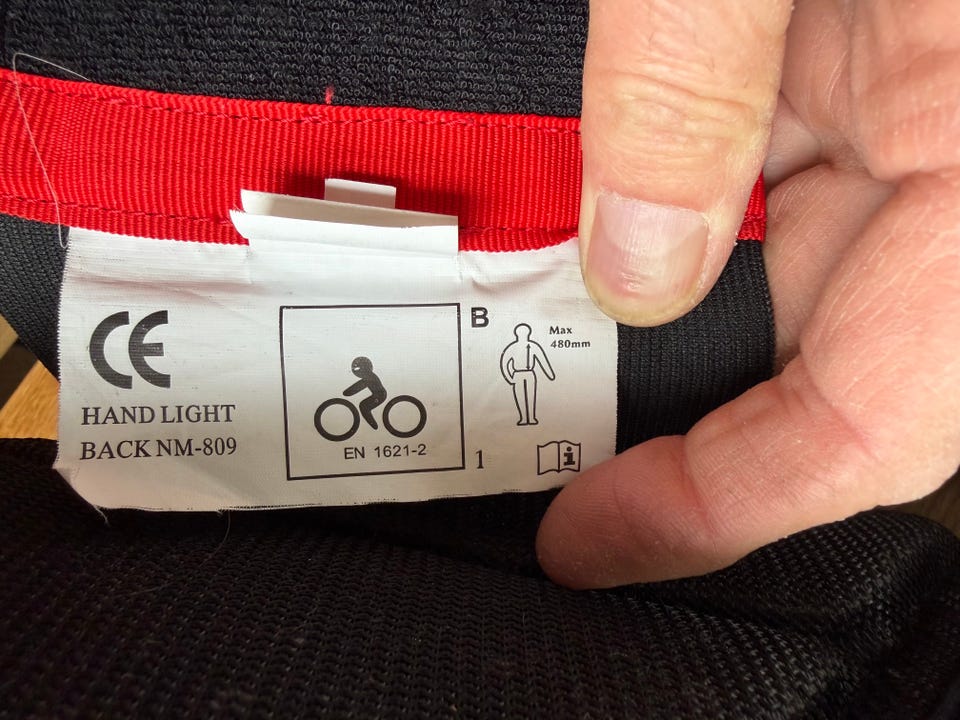 CE
HAND LIGHT
BACK NM-809
EN 1621-2
B
1
Max
480mm
i